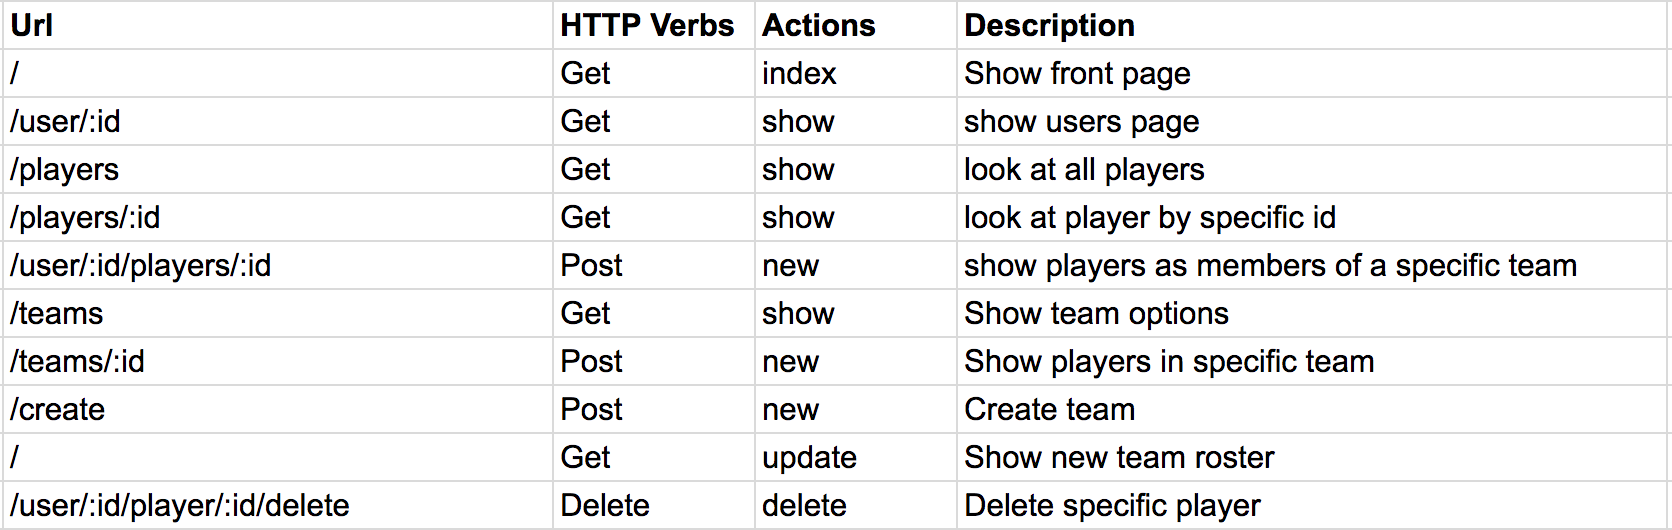 Url HTTP Verbs Actions Description
/ Get index Show front page
/user/:id Get show show users page
/players Get show look at all players
/players/:id Get show look at player by specific id
/user/:id/players/:id Post new show players as members of a specific team
/teams Get show Show team options
/teams/:id Post new Show players in specific team
/create Post new Create team
/ Get update Show new team roster
/user/:id/player/:id/delete Delete delete Delete specific player